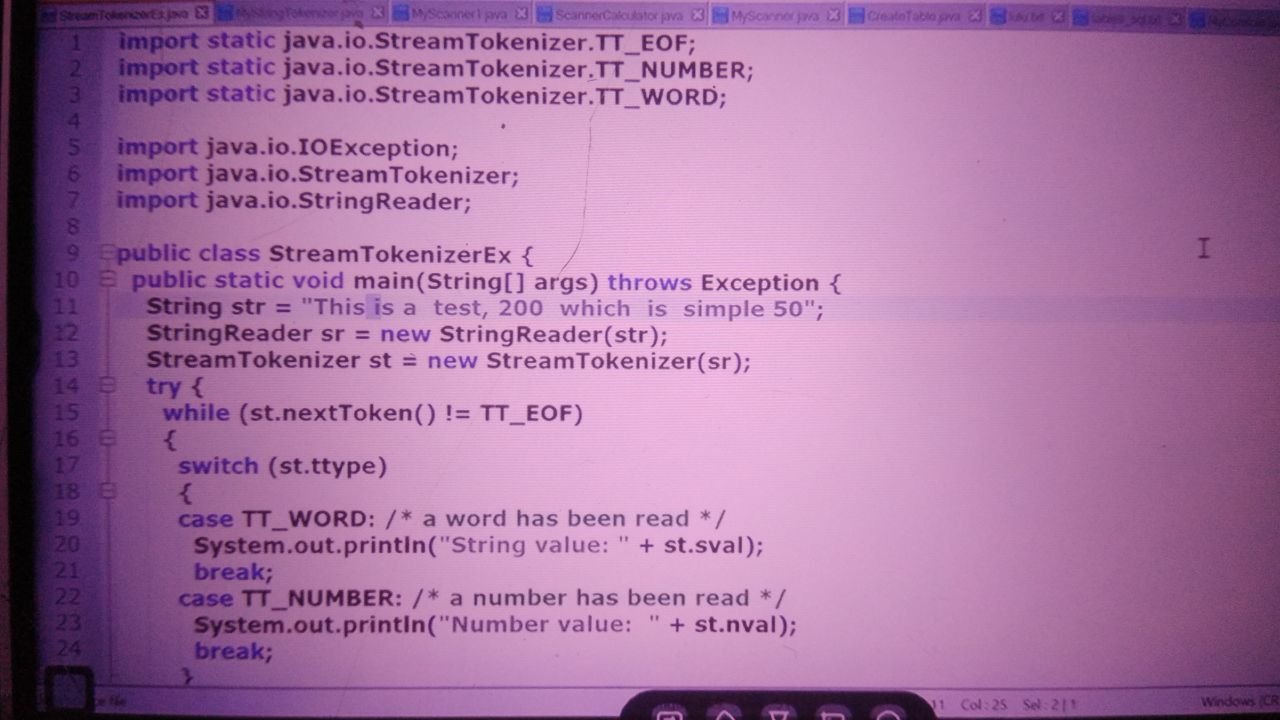 StreamTokenizerEx.java MyStringTokenizer.java MyScanner1.java ScannerCalculator.java MyScanner.java CreateTable.java
1 import static java.io.StreamTokenizer.TT_EOF;
2 import static java.io.StreamTokenizer.TT_NUMBER;
3 import static java.io.StreamTokenizer.TT_WORD;
4
5 import java.io.IOException;
6 import java.io.StreamTokenizer;
7 import java.io.StringReader;
8
9 public class StreamTokenizerEx {
10 public static void main(String[] args) throws Exception {
11 String str = "This is a  test, 200  which  is  simple 50";
12 StringReader sr = new StringReader(str);
13 StreamTokenizer st = new StreamTokenizer(sr);
14 try {
15 while (st.nextToken() != TT_EOF)
16 {
17 switch (st.ttype)
18 {
19 case TT_WORD: /* a word has been read */
20 System.out.println("String value: " + st.sval);
21 break;
22 case TT_NUMBER: /* a number has been read */
23 System.out.println("Number value:  " + st.nval);
24 break;
}
file Col : 25 Sel : 2 | 1 Windows (CR